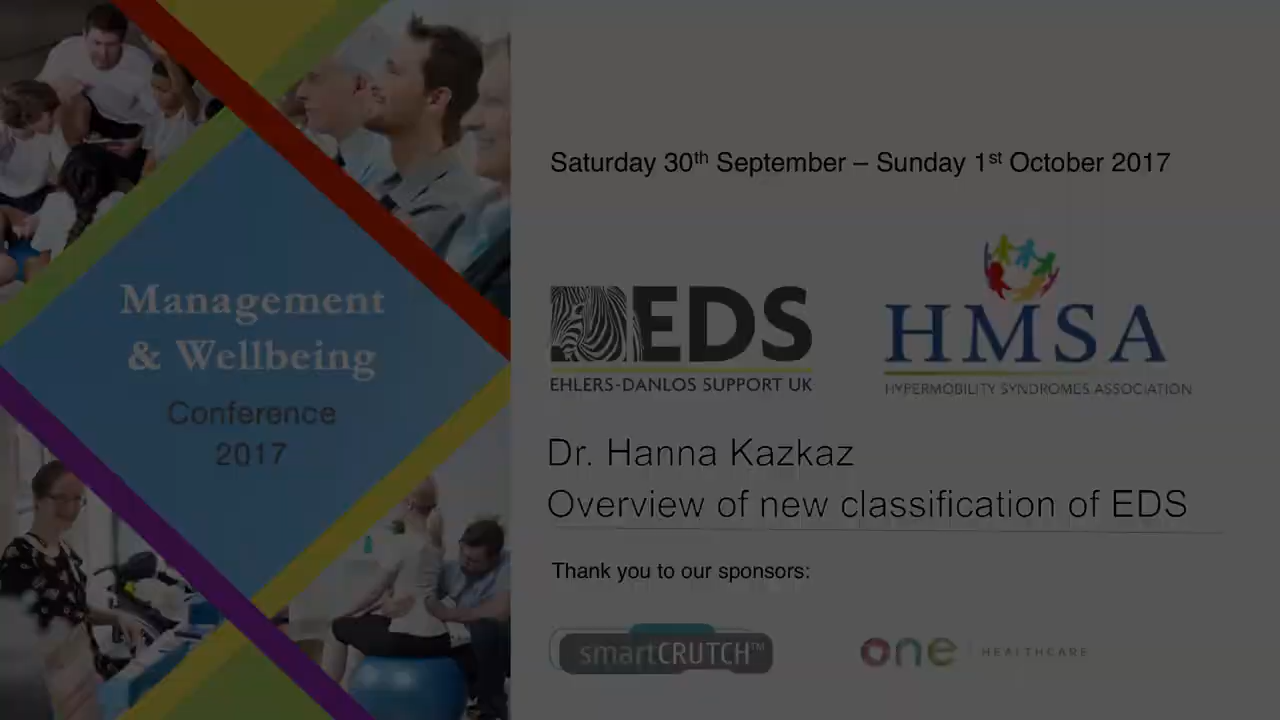 Management
& Wellbeing
Conference
2017
Saturday 30th September – Sunday 1st October 2017
EDS
EHLERS-DANLOS SUPPORT UK
HMSA
HYPERMOBILITY SYNDROMES ASSOCIATION
Dr. Hanna Kazkaz
Overview of new classification of EDS
Thank you to our sponsors:
smartCRUTCH™
one HEALTHCARE